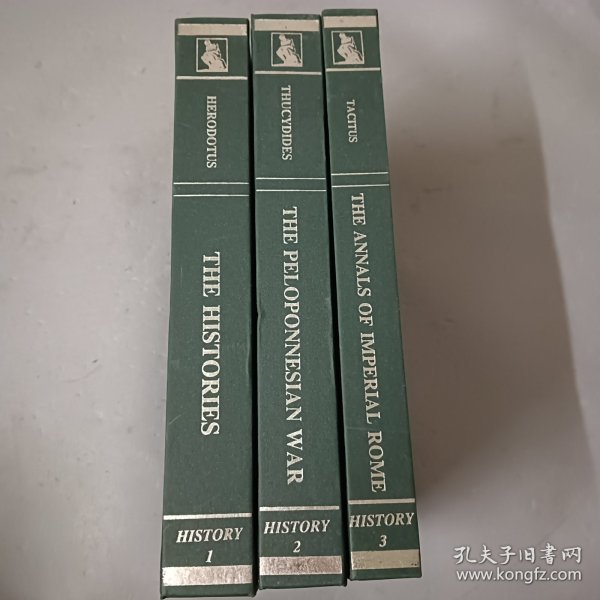 HERODOTUS
THE HISTORIES
HISTORY
1
THUCYDIDES
THE PELOPONNESIAN WAR
HISTORY
2
TACITUS
THE ANNALS OF IMPERIAL ROME
HISTORY
3
孔夫子旧书网
www.kongfz.com